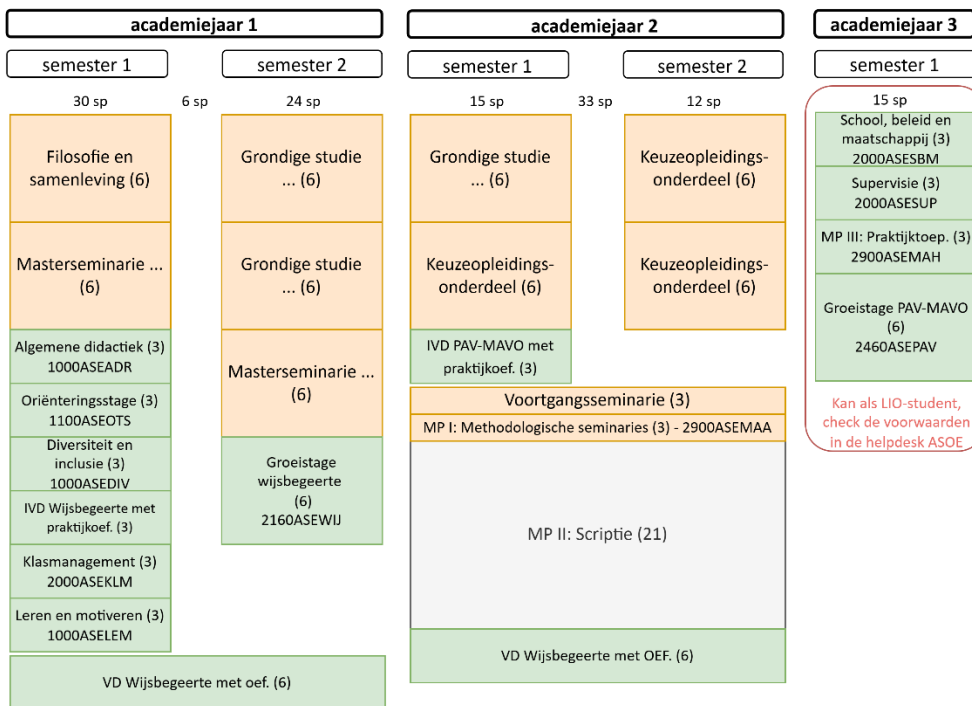 academiejaar 1
academiejaar 2
academiejaar 3
semester 1
semester 2
semester 1
semester 2
semester 1
30 sp
6 sp
24 sp
15 sp
33 sp
12 sp
15 sp
Filosofie en
samenleving (6)
Masterseminarie ...
(6)
Algemene didactiek (3)
1000ASEADR
Oriënteringsstage (3)
1100ASEOTS
Diversiteit en
inclusie (3)
1000ASEDIV
IVD Wijsbegeerte met
praktijkoef. (3)
Klasmanagement (3)
2000ASEKLM
Leren en motiveren (3)
1000ASELEM
VD Wijsbegeerte met oef. (6)
Grondige studie
... (6)
Grondige studie
... (6)
Masterseminarie ...
(6)
Groeistage
wijsbegeerte
(6)
2160ASEWIJ
Grondige studie
... (6)
Keuzeopleidings-
onderdeel (6)
IVD PAV-MAVO met
praktijkoef. (3)
Keuzeopleidings-
onderdeel (6)
Keuzeopleidings-
onderdeel (6)
Voortgangsseminarie (3)
MP I: Methodologische seminaries (3) - 2900ASEMAA
MP II: Scriptie (21)
VD Wijsbegeerte met OEF. (6)
School, beleid en
maatschappij (3)
2000ASESBM
Supervisie (3)
2000ASESUP
MP III: Praktijktoep. (3)
2900ASEMAH
Groeistage PAV-MAVO
(6)
2460ASEPAV
Kan als LIO-student,
check de voorwaarden
in de helpdesk ASOE